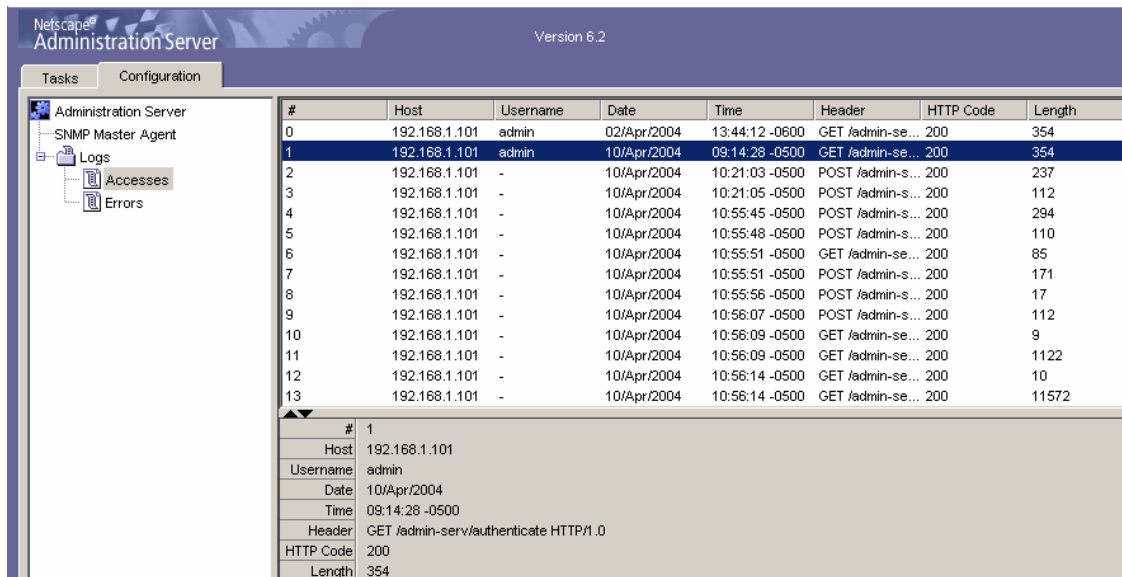 Netscape®
Administration Server
Version 6.2
Tasks Configuration
Administration Server
SNMP Master Agent
Logs
Accesses
Errors
# Host Username Date Time Header HTTP Code Length
0 192.168.1.101 admin 02/Apr/2004 13:44:12 -0600 GET /admin-se... 200 354
1 192.168.1.101 admin 10/Apr/2004 09:14:28 -0500 GET /admin-se... 200 354
2 192.168.1.101 - 10/Apr/2004 10:21:03 -0500 POST /admin-s... 200 237
3 192.168.1.101 - 10/Apr/2004 10:21:05 -0500 POST /admin-s... 200 112
4 192.168.1.101 - 10/Apr/2004 10:55:45 -0500 POST /admin-s... 200 294
5 192.168.1.101 - 10/Apr/2004 10:55:48 -0500 POST /admin-s... 200 110
6 192.168.1.101 - 10/Apr/2004 10:55:51 -0500 GET /admin-se... 200 85
7 192.168.1.101 - 10/Apr/2004 10:55:51 -0500 POST /admin-s... 200 171
8 192.168.1.101 - 10/Apr/2004 10:55:56 -0500 POST /admin-s... 200 17
9 192.168.1.101 - 10/Apr/2004 10:56:07 -0500 POST /admin-s... 200 112
10 192.168.1.101 - 10/Apr/2004 10:56:09 -0500 GET /admin-se... 200 9
11 192.168.1.101 - 10/Apr/2004 10:56:09 -0500 GET /admin-se... 200 1122
12 192.168.1.101 - 10/Apr/2004 10:56:14 -0500 GET /admin-se... 200 10
13 192.168.1.101 - 10/Apr/2004 10:56:14 -0500 GET /admin-se... 200 11572
# 1
Host 192.168.1.101
Username admin
Date 10/Apr/2004
Time 09:14:28 -0500
Header GET /admin-serv/authenticate HTTP/1.0
HTTP Code 200
Length 354